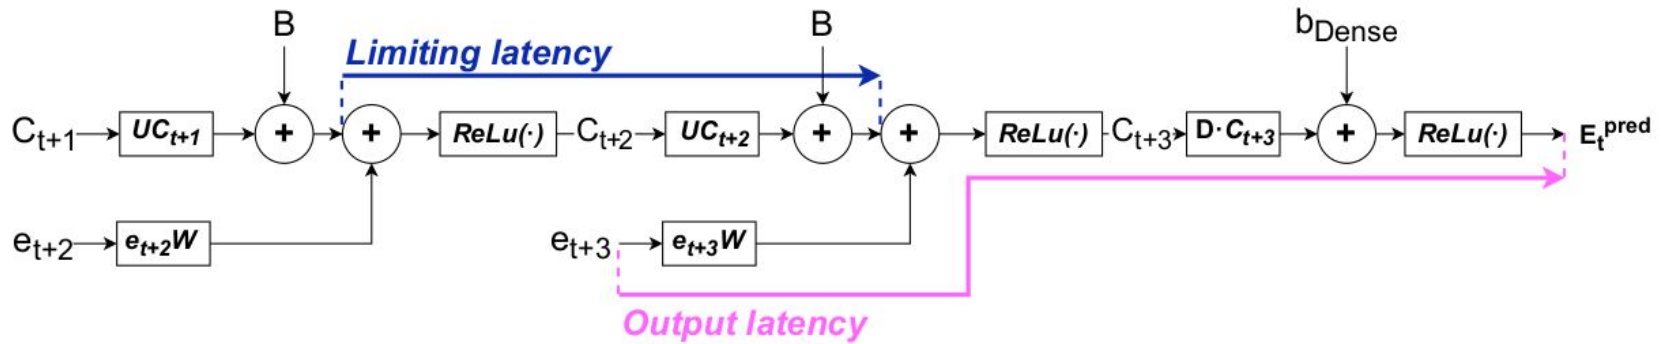 B
B
b_Dense
Limiting latency
C_t+1
UC_t+1
+
+
ReLu(·)
C_t+2
UC_t+2
+
+
ReLu(·)
C_t+3
D·C_t+3
+
ReLu(·)
E_t^pred
e_t+2
e_t+2W
e_t+3
e_t+3W
Output latency